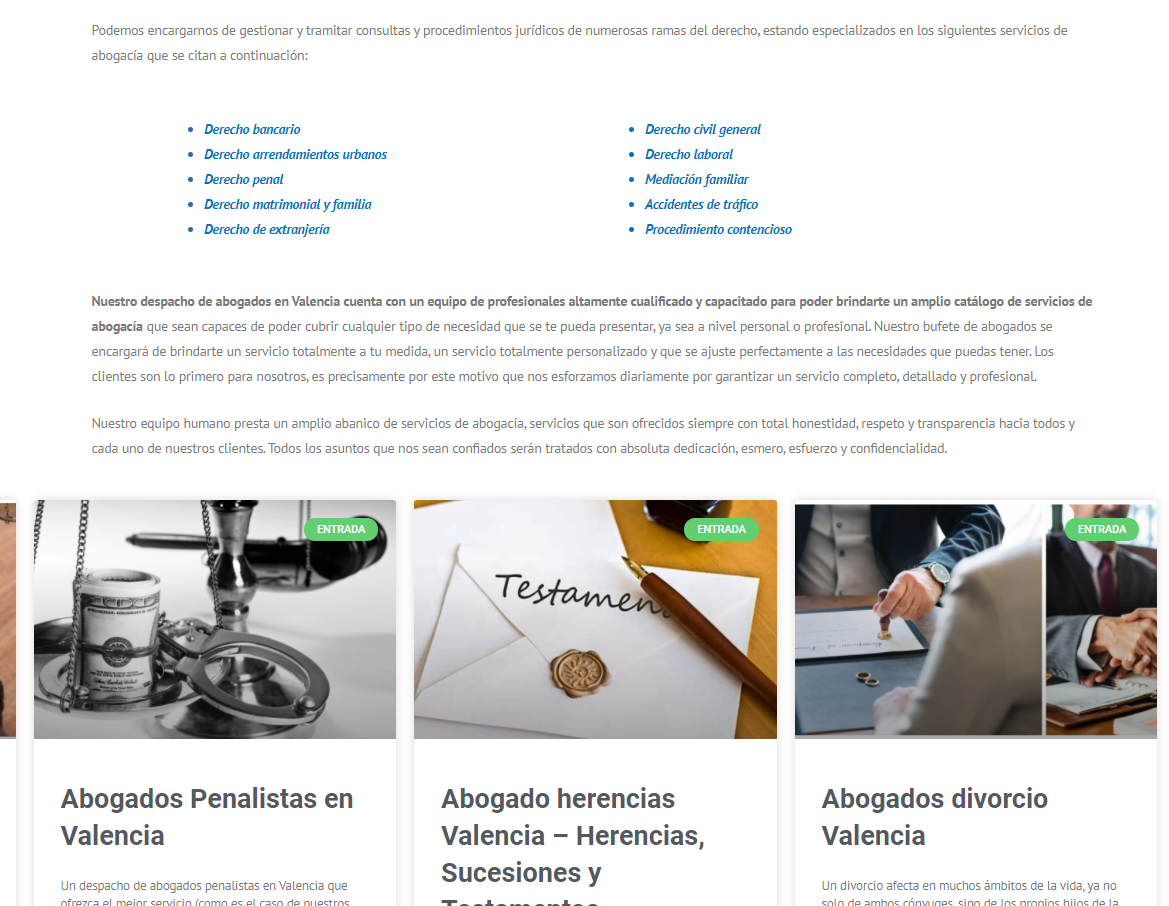 Podemos encargarnos de gestionar y tramitar consultas y procedimientos jurídicos de numerosas ramas del derecho, estando especializados en los siguientes servicios de
abogacía que se citan a continuación:
Derecho bancario
Derecho arrendamientos urbanos
Derecho penal
Derecho matrimonial y familia
Derecho de extranjería
Derecho civil general
Derecho laboral
Mediación familiar
Accidentes de tráfico
Procedimiento contencioso
Nuestro despacho de abogados en Valencia cuenta con un equipo de profesionales altamente cualificado y capacitado para poder brindarte un amplio catálogo de servicios de
abogacía que sean capaces de poder cubrir cualquier tipo de necesidad que se te pueda presentar, ya sea a nivel personal o profesional. Nuestro bufete de abogados se
encargará de brindarte un servicio totalmente a tu medida, un servicio totalmente personalizado y que se ajuste perfectamente a las necesidades que puedas tener. Los
clientes son lo primero para nosotros, es precisamente por este motivo que nos esforzamos diariamente por garantizar un servicio completo, detallado y profesional.
Nuestro equipo humano presta un amplio abanico de servicios de abogacía, servicios que son ofrecidos siempre con total honestidad, respeto y transparencia hacia todos y
cada uno de nuestros clientes. Todos los asuntos que nos sean confiados serán tratados con absoluta dedicación, esmero, esfuerzo y confidencialidad.
ENTRADA
Abogados Penalistas en
Valencia
Un despacho de abogados penalistas en Valencia que
ofrezca el mejor servicio (como es el caso de nuestros
ENTRADA
Testament
Abogado herencias
Valencia – Herencias,
Sucesiones y
Testamentos
ENTRADA
Abogados divorcio
Valencia
Un divorcio afecta en muchos ámbitos de la vida, ya no
solo de ambos cónyuges, sino de los propios hijos de la